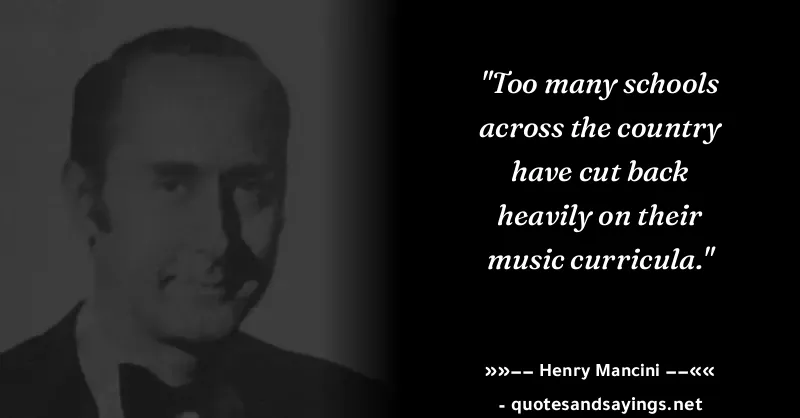 "Too many schools
across the country
have cut back
heavily on their
music curricula."
»»−− Henry Mancini −−««
- quotesandsayings.net